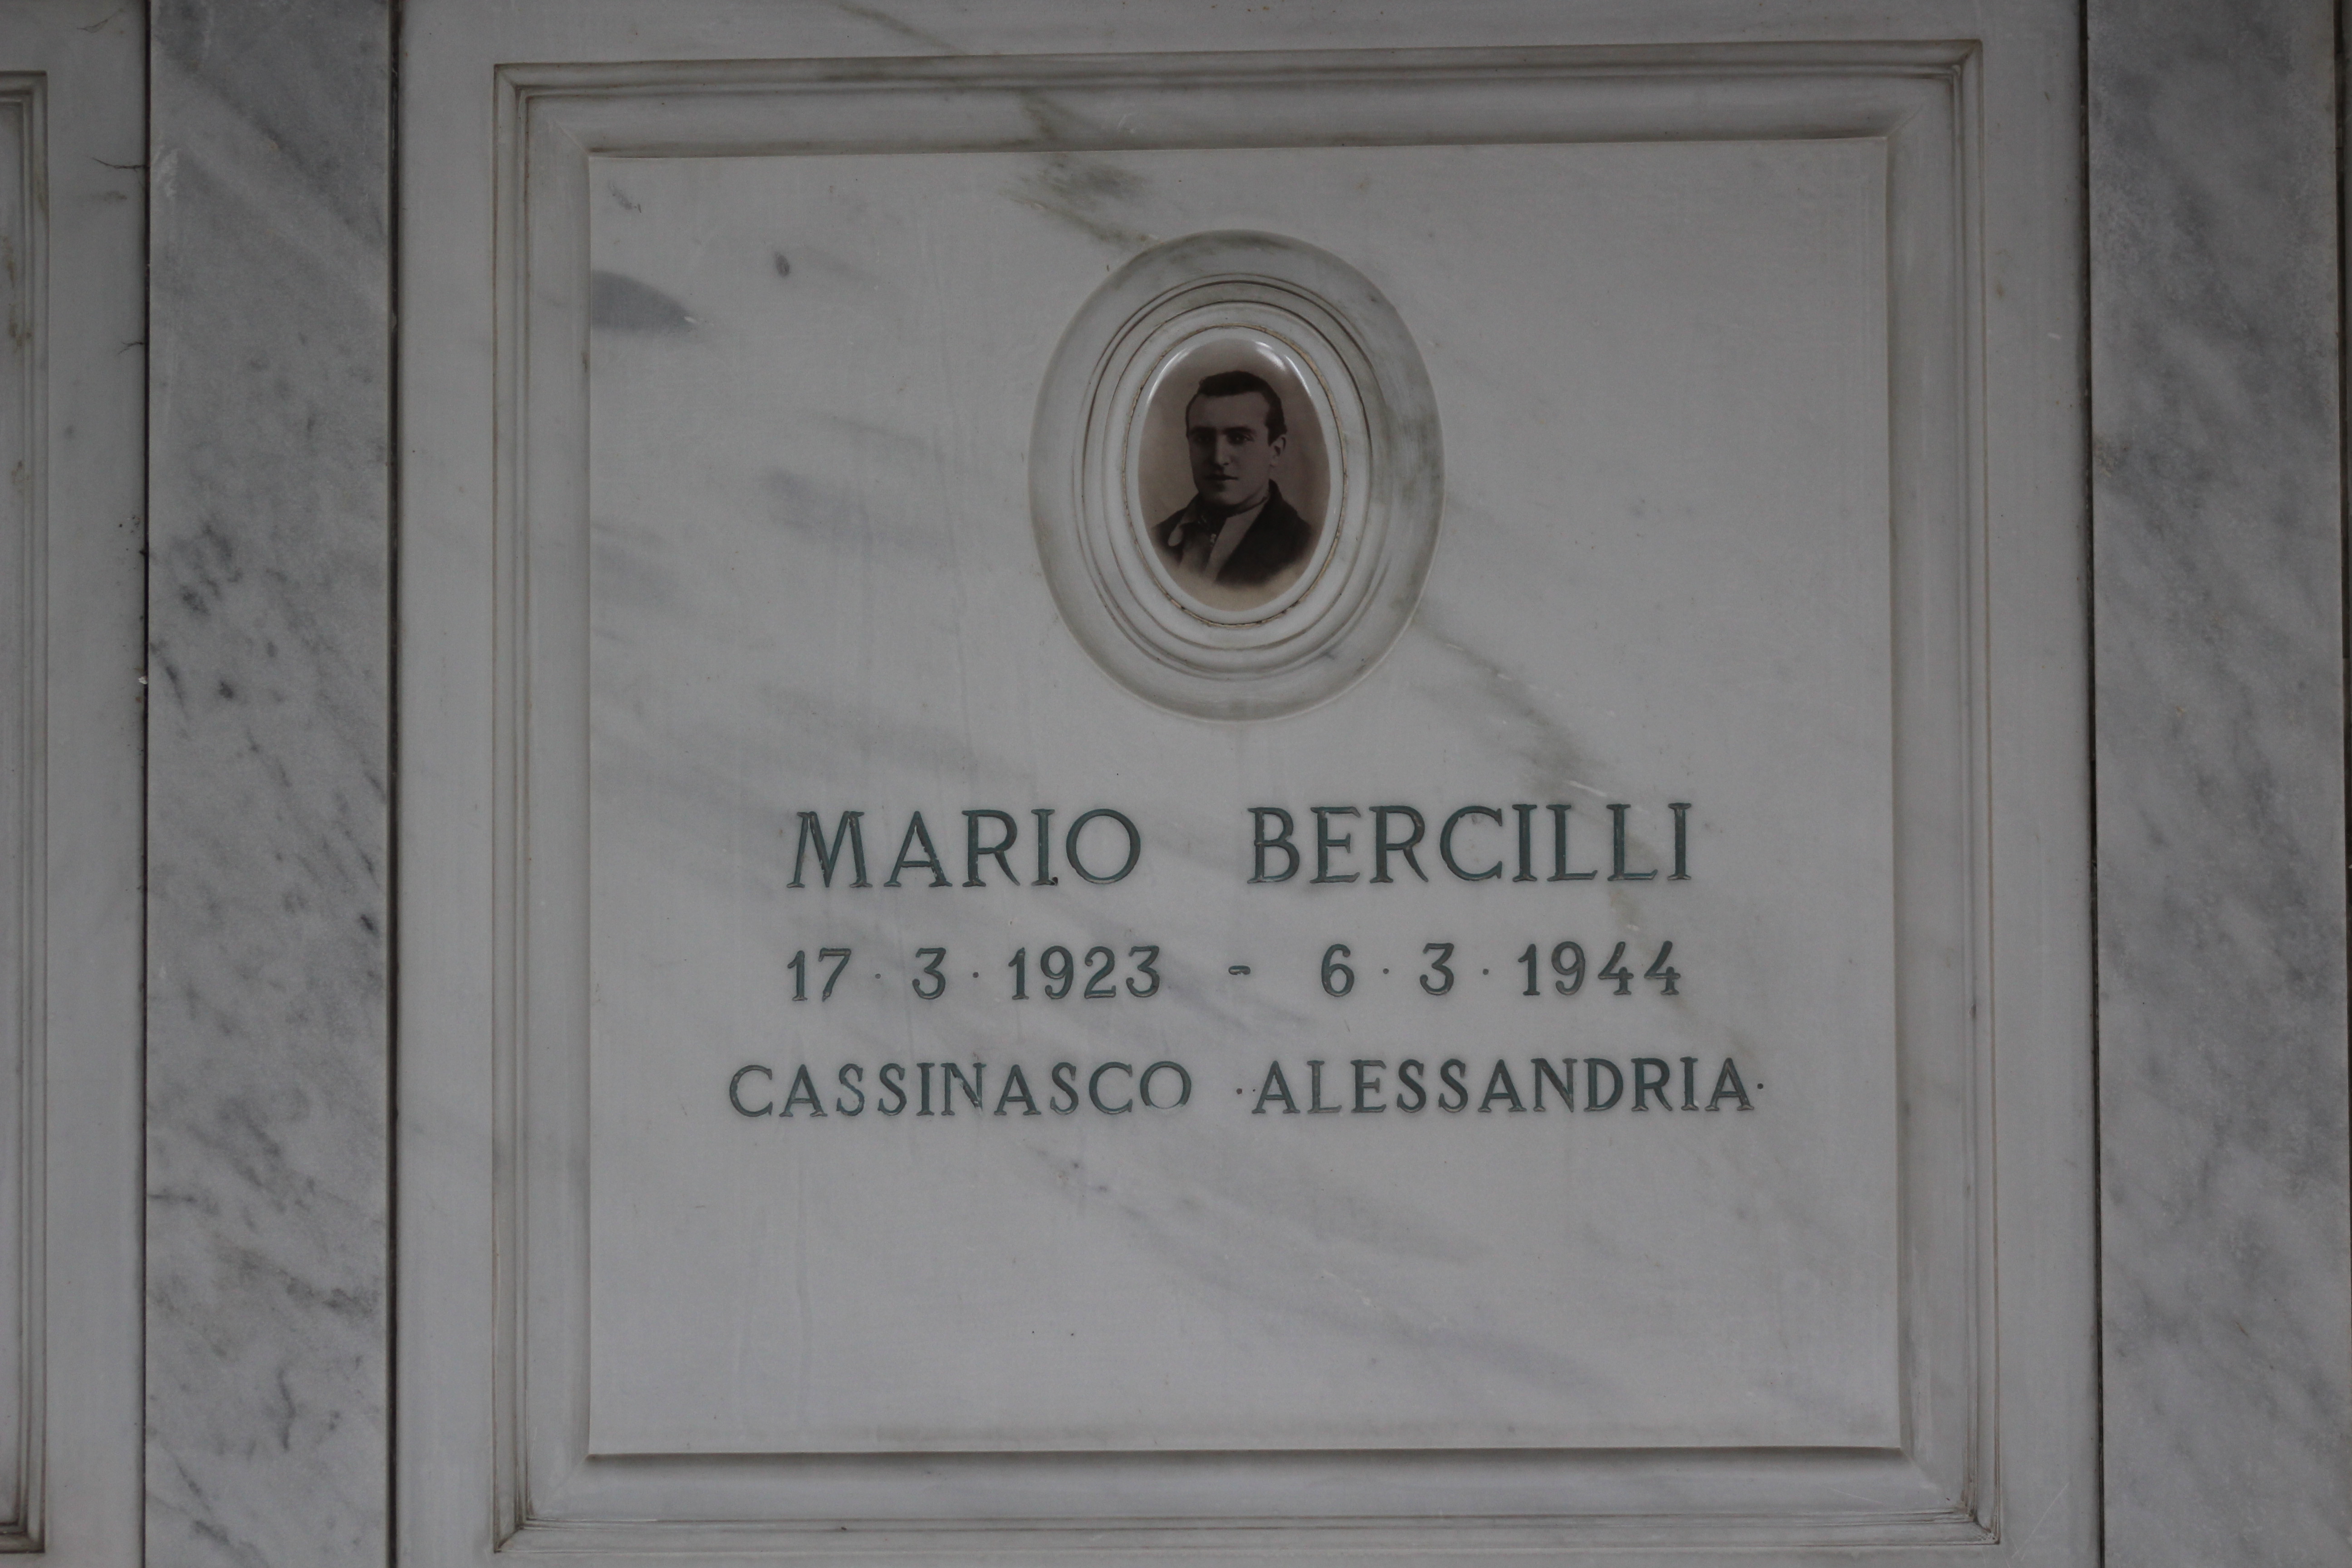 MARIO BERCILLI
17·3·1923 - 6·3·1944
CASSINASCO ·ALESSANDRIA·